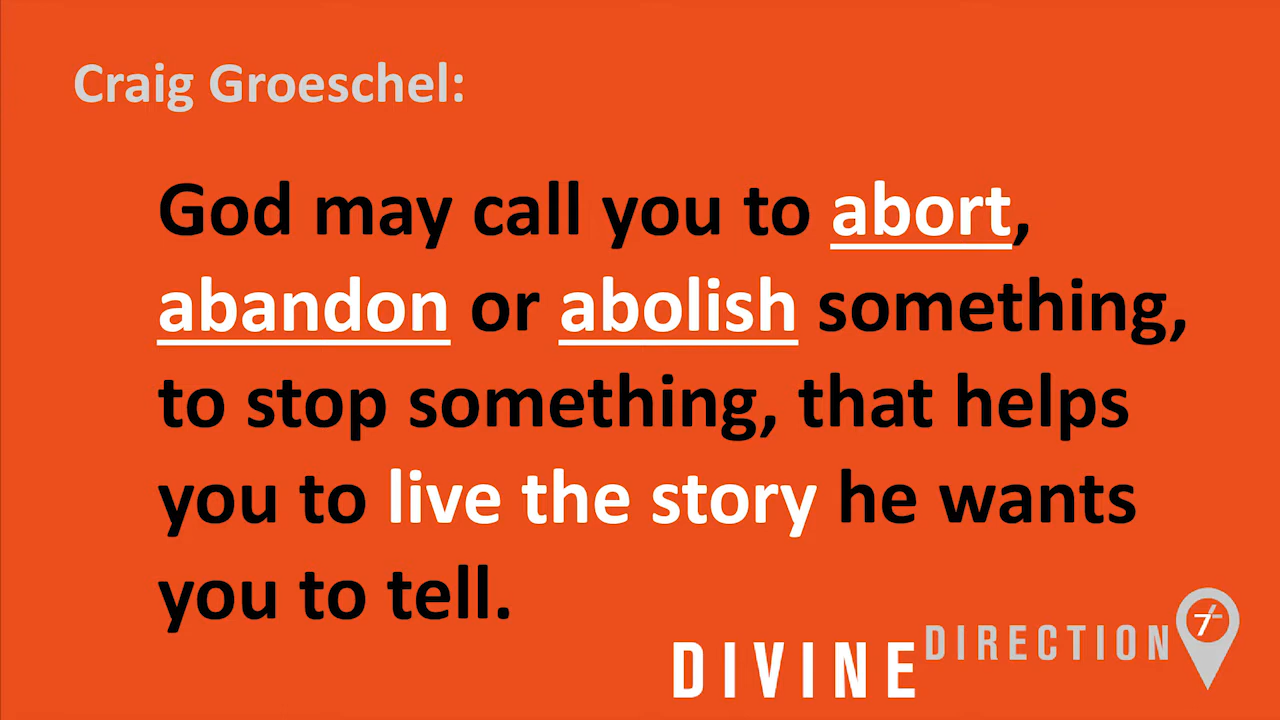 Craig Groeschel:
God may call you to abort,
abandon or abolish something,
to stop something, that helps
you to live the story he wants
you to tell.
DIVINE DIRECTION